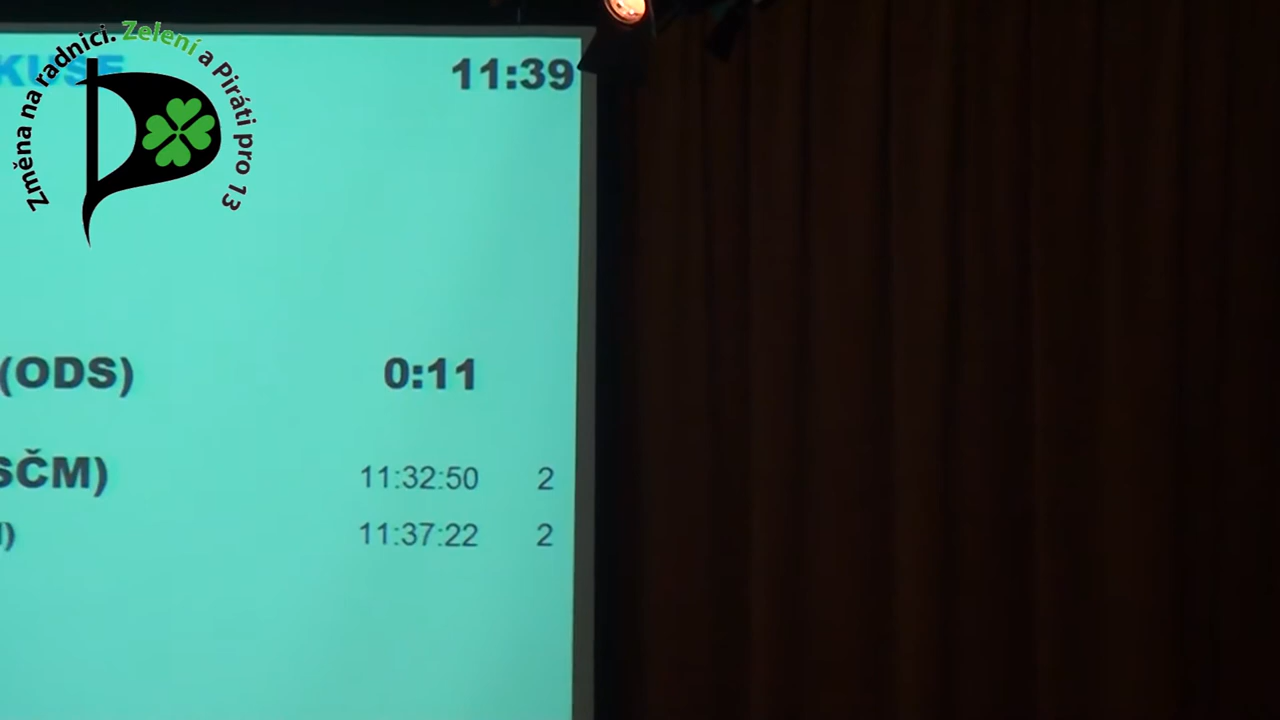 Změna na radnici. Zelení a Piráti pro 13
KUSE 11:39
(ODS) 0:11
SČM) 11:32:50 2
) 11:37:22 2